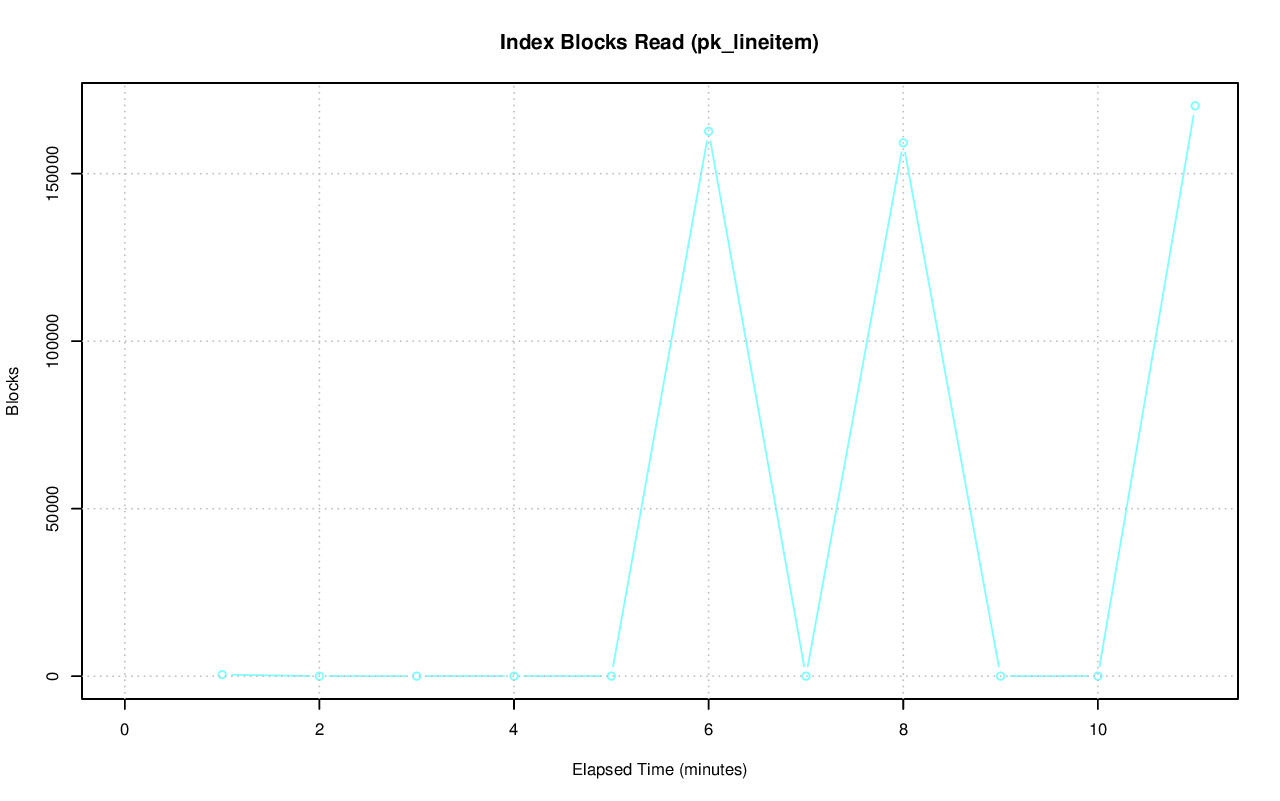 Index Blocks Read (pk_lineitem)
150000
100000
50000
0
Blocks
0 2 4 6 8 10
Elapsed Time (minutes)